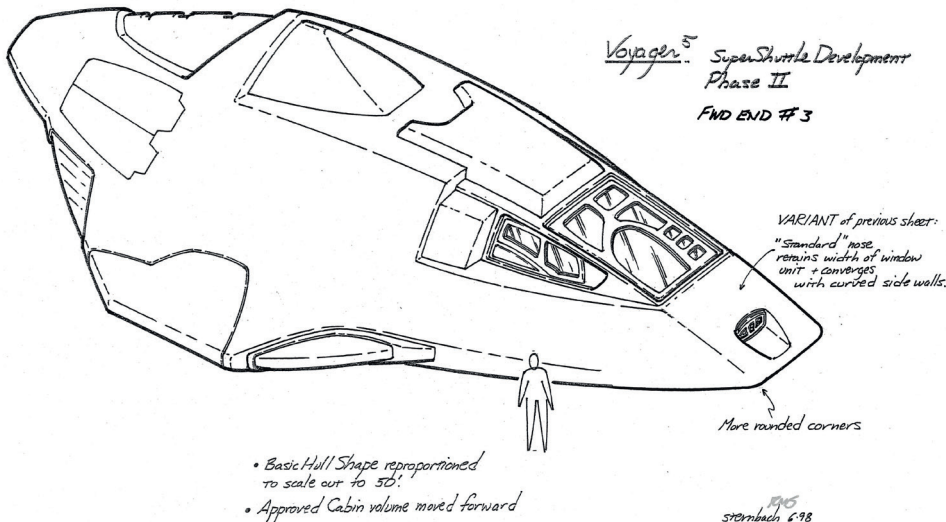 Voyager 5 SuperShuttle Development
Phase II
FWD END #3
VARIANT of previous sheet:
"Standard" nose
retains width of window
unit + converges
with curved side walls.
More rounded corners
• Basic Hull Shape reproportioned
to scale out to 50'.
• Approved Cabin volume moved forward
sternbach 6.98